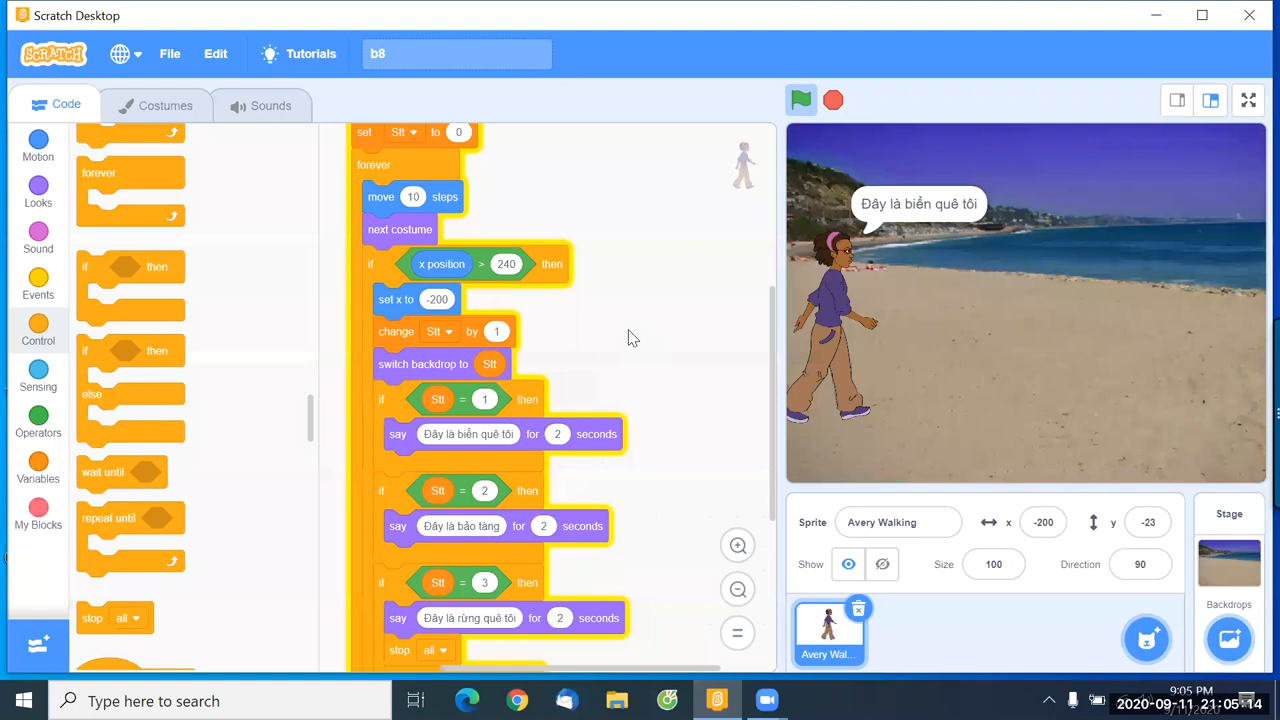 Scratch Desktop
SCRATCH
File
Edit
Tutorials
b8
Code
Costumes
Sounds
Motion
Looks
Sound
Events
Control
Sensing
Operators
Variables
My Blocks
forever
if then
if then
else
wait until
repeat until
stop all
set Stt to 0
forever
move 10 steps
next costume
if x position > 240 then
set x to -200
change Stt by 1
switch backdrop to Stt
if Stt = 1 then
say Đây là biển quê tôi for 2 seconds
if Stt = 2 then
say Đây là bảo tàng for 2 seconds
if Stt = 3 then
say Đây là rừng quê tôi for 2 seconds
stop all
Đây là biển quê tôi
Sprite Avery Walking x -200 y -23
Show Size 100 Direction 90
Avery Wal...
Stage
Backdrops
Type here to search
9:05 PM
2020-09-11 21:05:14